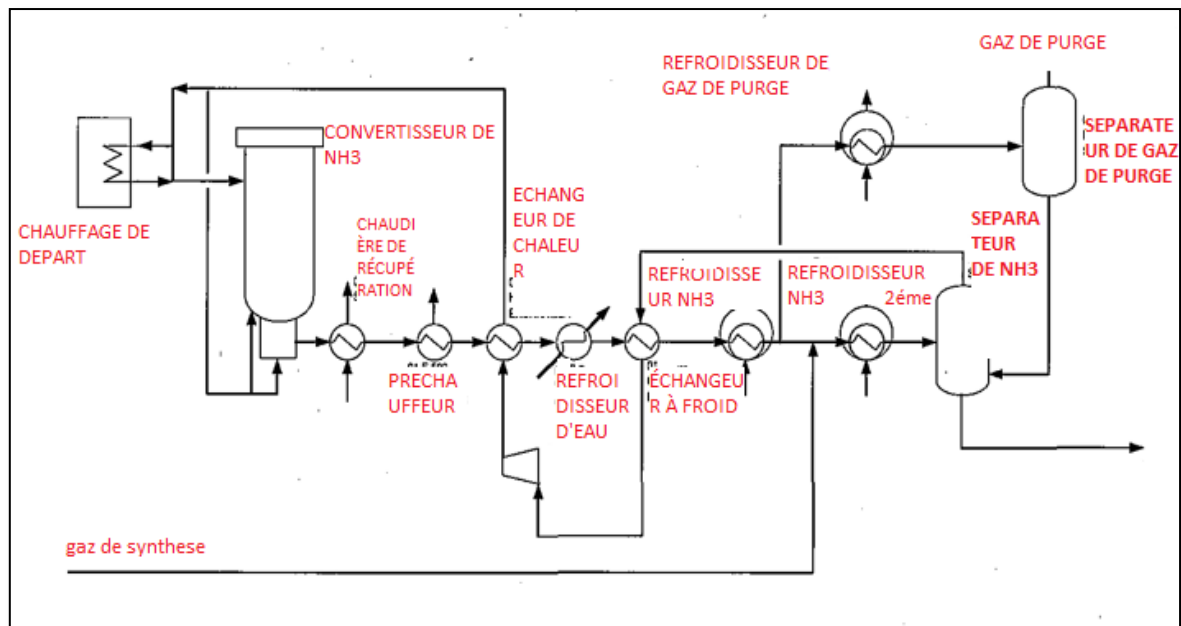 GAZ DE PURGE
REFROIDISSEUR DE
GAZ DE PURGE
SEPARATE
UR DE GAZ
DE PURGE
CONVERTISSEUR DE
NH3
CHAUFFAGE DE
DEPART
CHAUDI
ÈRE DE
RÉCUPÉ
RATION
ECHANG
EUR DE
CHALEU
R
SEPARA
TEUR
DE NH3
REFROIDISSE
UR NH3
REFROIDISSEUR
NH3 2éme
PRECHA
UFFEUR
REFROI
DISSEUR
D'EAU
ÉCHANGEU
R À FROID
gaz de synthese